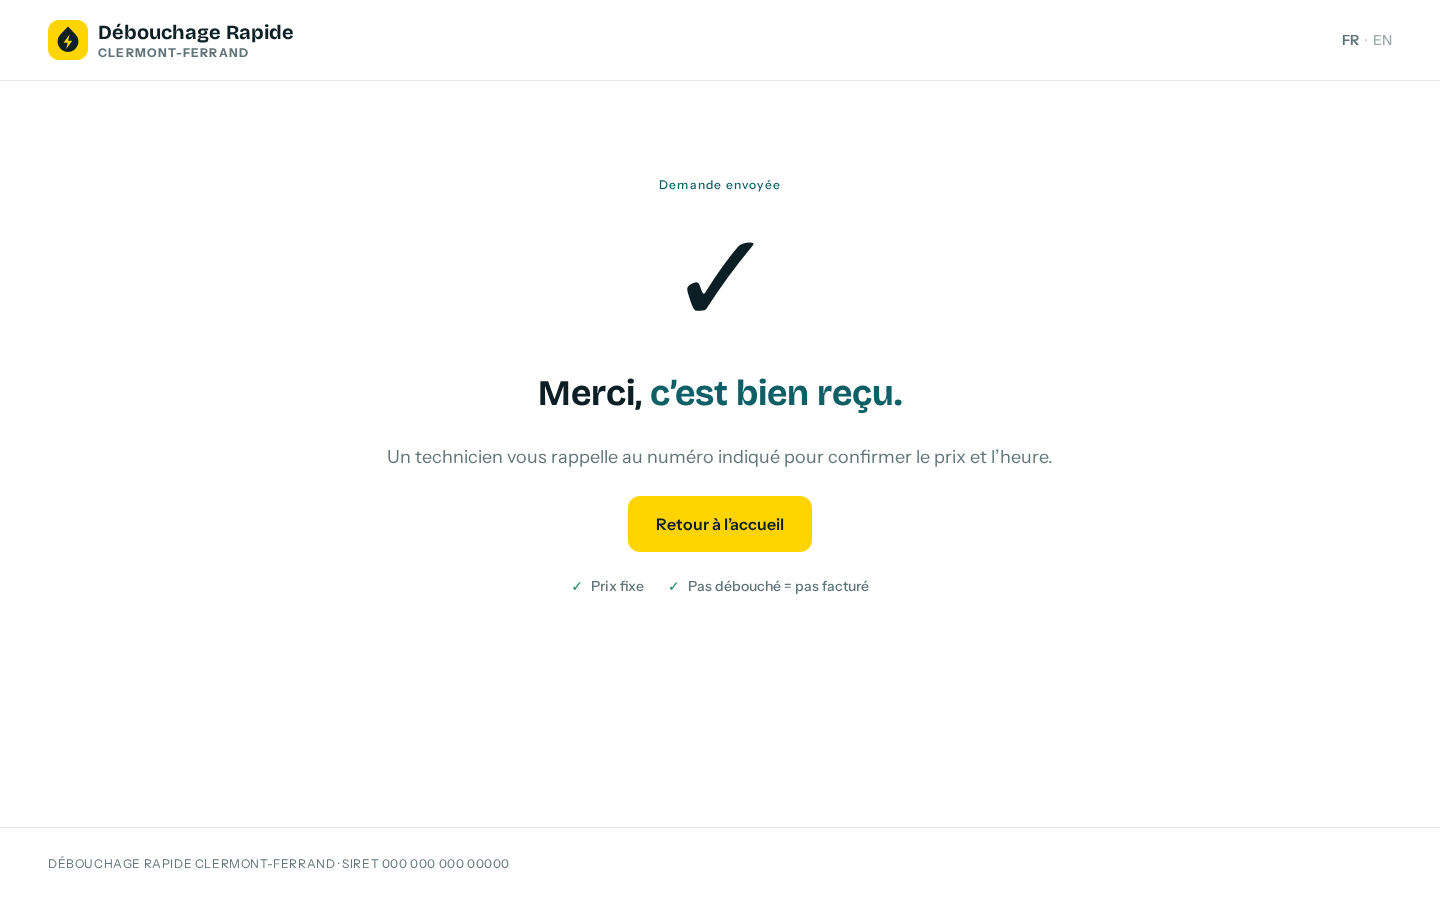 Débouchage Rapide
CLERMONT-FERRAND
FR · EN
Demande envoyée
✓
Merci, c’est bien reçu.
Un technicien vous rappelle au numéro indiqué pour confirmer le prix et l’heure.
Retour à l’accueil
✓ Prix fixe ✓ Pas débouché = pas facturé
DÉBOUCHAGE RAPIDE CLERMONT-FERRAND · SIRET 000 000 000 00000